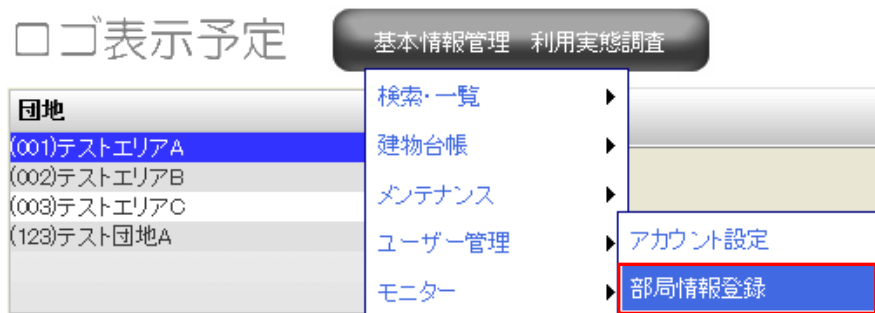 ロゴ表示予定
基本情報管理 利用実態調査
団地
(001)テストエリアA
(002)テストエリアB
(003)テストエリアC
(123)テスト団地A
検索・一覧
建物台帳
メンテナンス
ユーザー管理
モニター
アカウント設定
部局情報登録